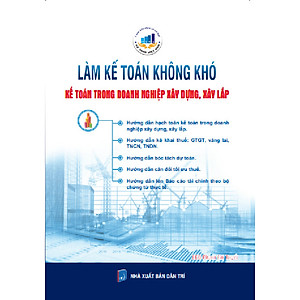 LÀM KẾ TOÁN KHÔNG KHÓ
KẾ TOÁN TRONG DOANH NGHIỆP XÂY DỰNG, XÂY LẮP
Hướng dẫn hạch toán kế toán trong doanh
nghiệp xây dựng, xây lắp.
Hướng dẫn kê khai thuế: GTGT, vãng lai,
TNCN, TNDN.
Hướng dẫn bóc tách dự toán.
Hướng dẫn cân đối tối ưu thuế.
Hướng dẫn lên Báo cáo tài chính theo bộ
chứng từ thực tế.
NHÀ XUẤT BẢN DÂN TRÍ